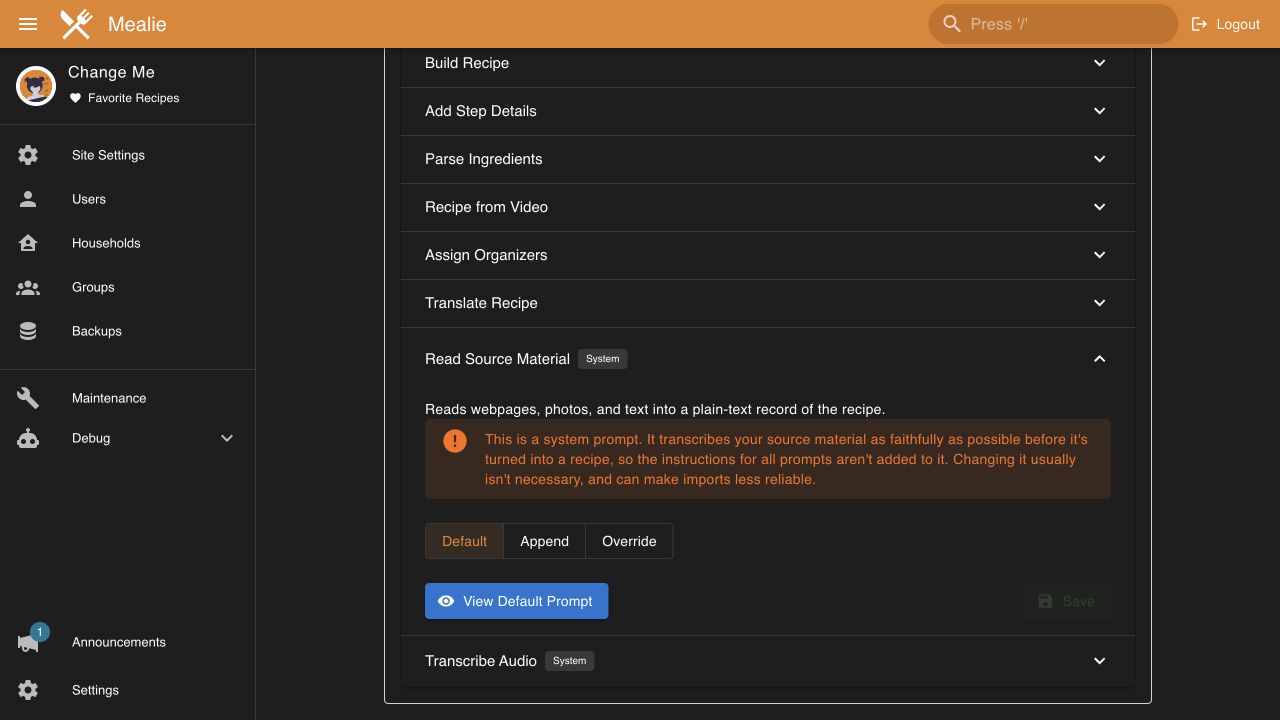 Mealie
Press '/'
Logout
Change Me
Favorite Recipes
Site Settings
Users
Households
Groups
Backups
Maintenance
Debug
1
Announcements
Settings
Build Recipe
Add Step Details
Parse Ingredients
Recipe from Video
Assign Organizers
Translate Recipe
Read Source Material System
Reads webpages, photos, and text into a plain-text record of the recipe.
This is a system prompt. It transcribes your source material as faithfully as possible before it's
turned into a recipe, so the instructions for all prompts aren't added to it. Changing it usually
isn't necessary, and can make imports less reliable.
Default Append Override
View Default Prompt Save
Transcribe Audio System